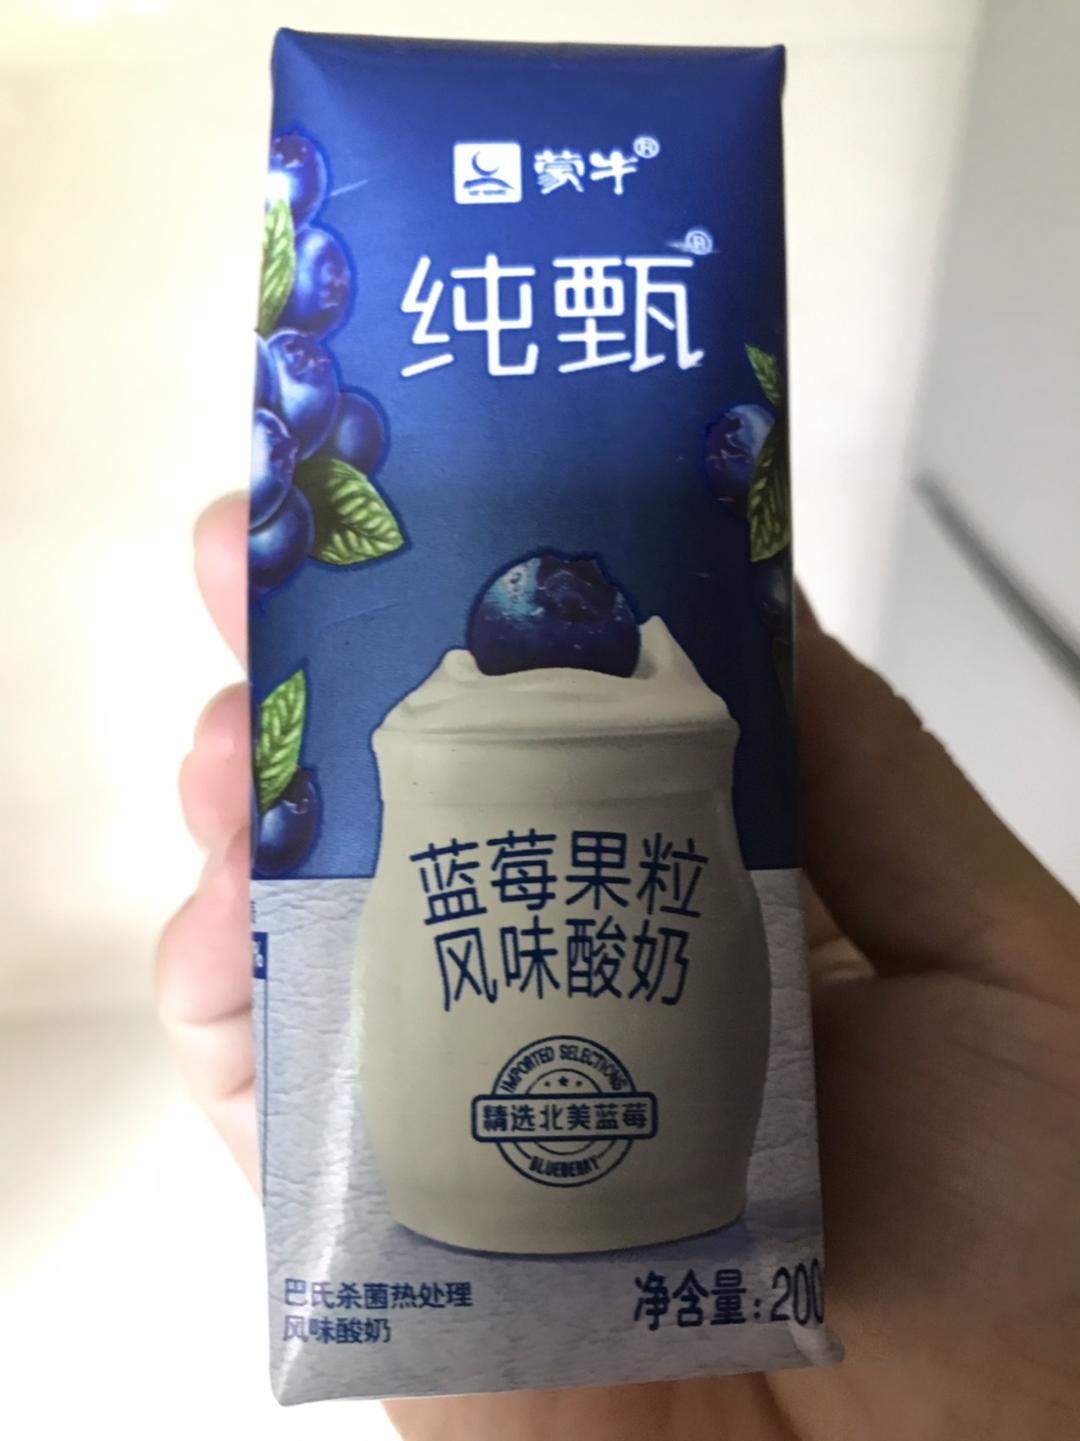 蒙牛®
纯甄®
蓝莓果粒
风味酸奶
IMPORTED SELECTIONS
精选北美蓝莓
BLUEBERRY
巴氏杀菌热处理
风味酸奶
净含量:200